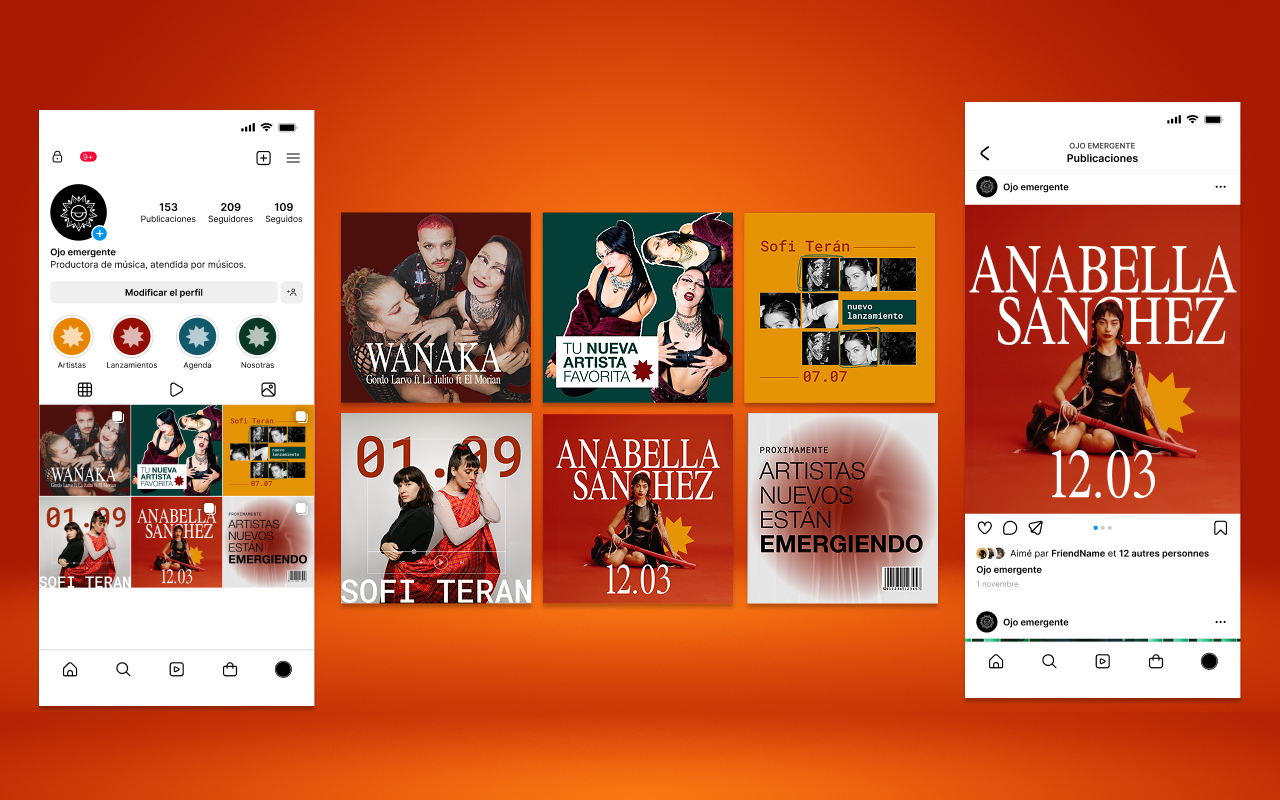 9+
153
Publicaciones
209
Seguidores
109
Seguidos
Ojo emergente
Productora de música, atendida por músicos.
Modificar el perfil
Artistas
Lanzamientos
Agenda
Nosotras
WANAKA
Gordo Larvo ft La Julito ft El Morian
TU NUEVA
ARTISTA
FAVORITA
Sofi Terán
nuevo
lanzamiento
07.07
01.09
SOFI TERAN
ANABELLA
SANCHEZ
12.03
PROXIMAMENTE
ARTISTAS
NUEVOS
ESTÁN
EMERGIENDO
WANAKA
Gordo Larvo ft La Julito ft El Morian
TU NUEVA
ARTISTA
FAVORITA
Sofi Terán
nuevo
lanzamiento
07.07
01.09
SOFI TERAN
ANABELLA
SANCHEZ
12.03
PROXIMAMENTE
ARTISTAS
NUEVOS
ESTÁN
EMERGIENDO
OJO EMERGENTE
Publicaciones
Ojo emergente
ANABELLA
SANCHEZ
12.03
Aimé par FriendName et 12 autres personnes
Ojo emergente
1 novembre
Ojo emergente